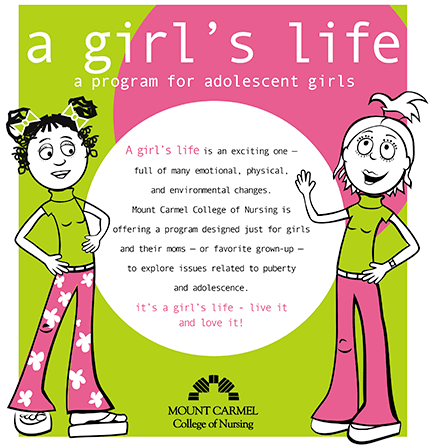 a girl's life
a program for adolescent girls
A girl's life is an exciting one —
full of many emotional, physical,
and environmental changes.
Mount Carmel College of Nursing is
offering a program designed just for girls
and their moms — or favorite grown-up —
to explore issues related to puberty
and adolescence.
it's a girl's life - live it
and love it!
MOUNT CARMEL
College of Nursing